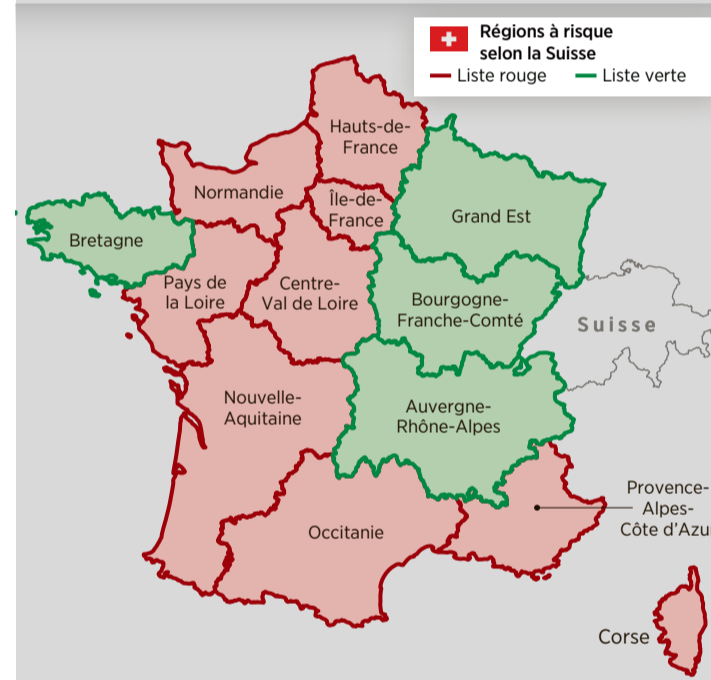 Régions à risque
selon la Suisse
Liste rouge
Liste verte
Hauts-de-
France
Normandie
Île-de-
France
Grand Est
Bretagne
Pays de
la Loire
Centre-
Val de Loire
Bourgogne-
Franche-Comté
Suisse
Nouvelle-
Aquitaine
Auvergne-
Rhône-Alpes
Provence-
Alpes-
Côte d'Azu
Occitanie
Corse